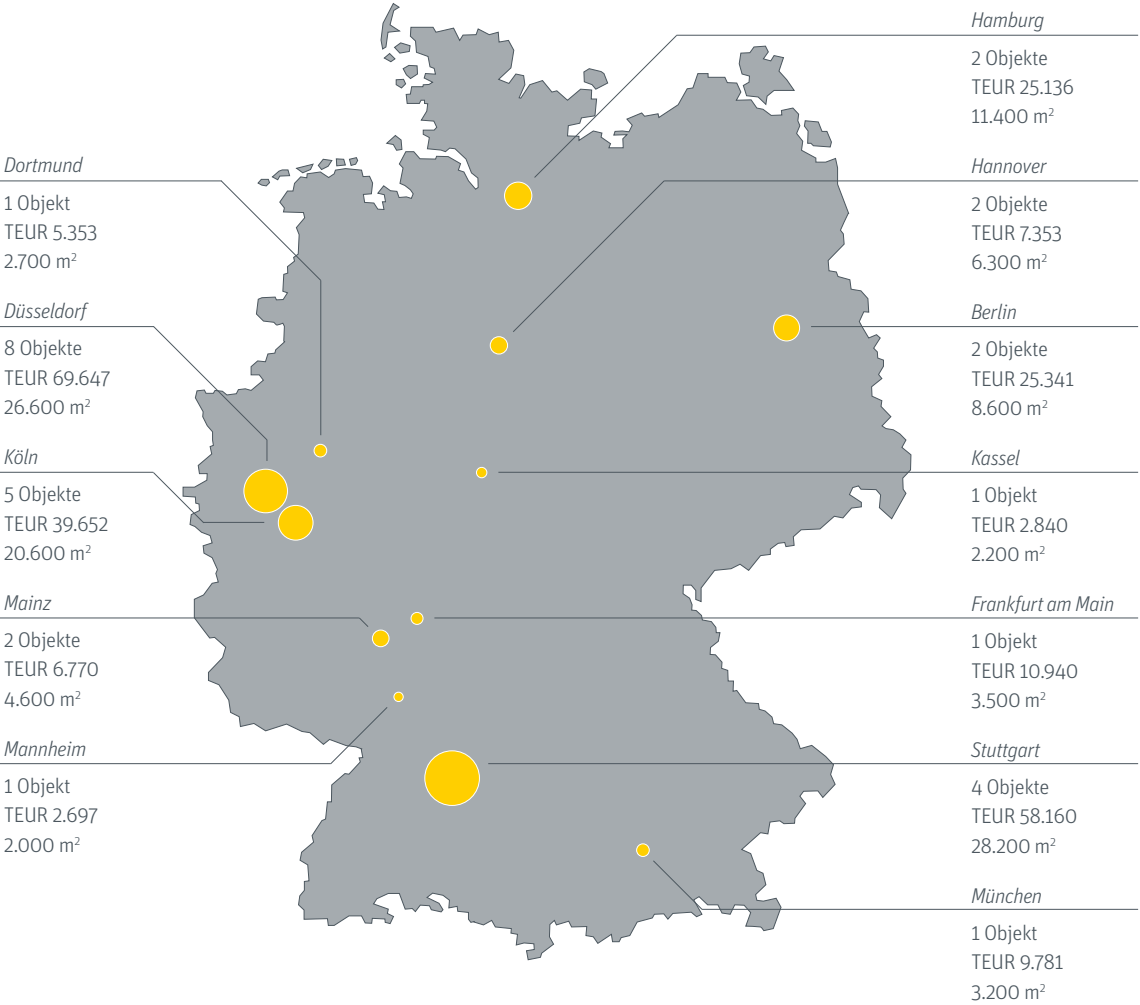 Dortmund
1 Objekt
TEUR 5.353
2.700 m²
Düsseldorf
8 Objekte
TEUR 69.647
26.600 m²
Köln
5 Objekte
TEUR 39.652
20.600 m²
Mainz
2 Objekte
TEUR 6.770
4.600 m²
Mannheim
1 Objekt
TEUR 2.697
2.000 m²
Hamburg
2 Objekte
TEUR 25.136
11.400 m²
Hannover
2 Objekte
TEUR 7.353
6.300 m²
Berlin
2 Objekte
TEUR 25.341
8.600 m²
Kassel
1 Objekt
TEUR 2.840
2.200 m²
Frankfurt am Main
1 Objekt
TEUR 10.940
3.500 m²
Stuttgart
4 Objekte
TEUR 58.160
28.200 m²
München
1 Objekt
TEUR 9.781
3.200 m²